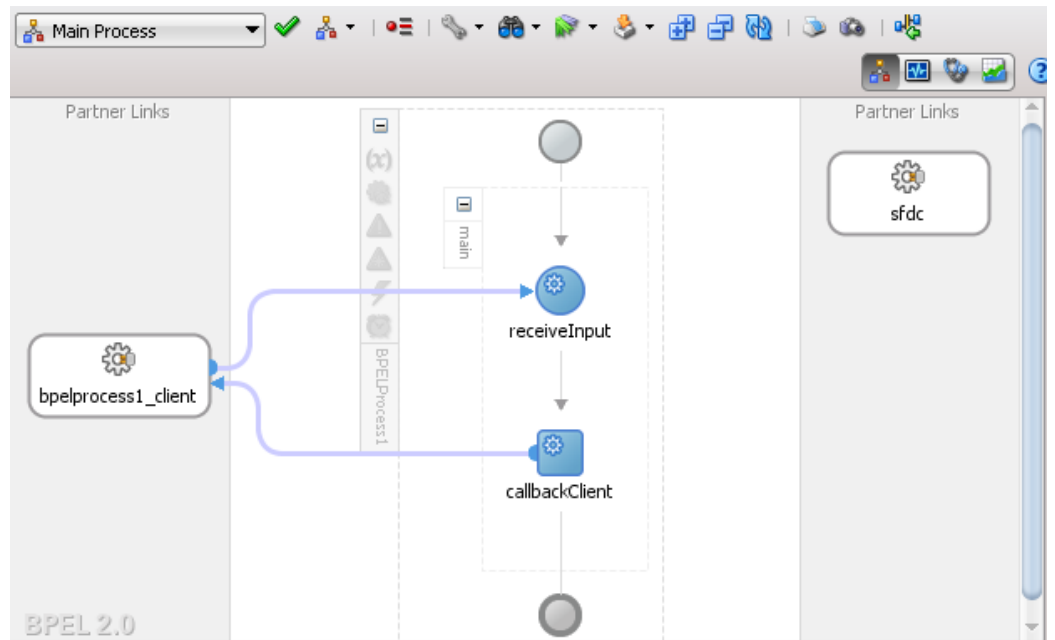 Main Process
Partner Links
Partner Links
(x)
sfdc
main
receiveInput
bpelprocess1_client
BPELProcess1
callbackClient
BPEL 2.0